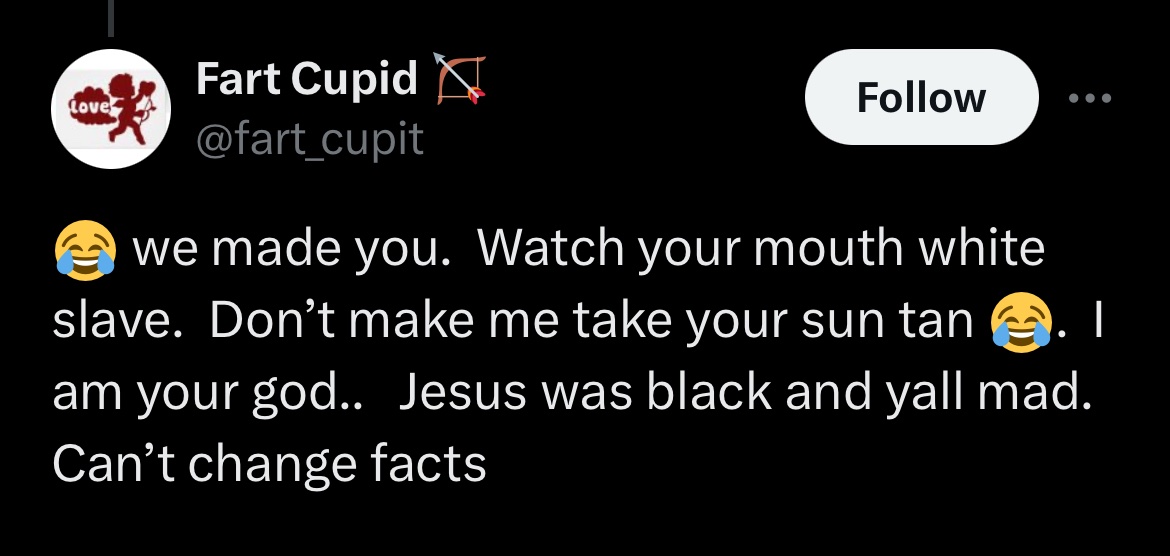 Fart Cupid 🏹
Follow
@fart_cupit
LOVE
😂 we made you.  Watch your mouth white
slave.  Don’t make me take your sun tan 😂.  I
am your god..   Jesus was black and yall mad.
Can’t change facts